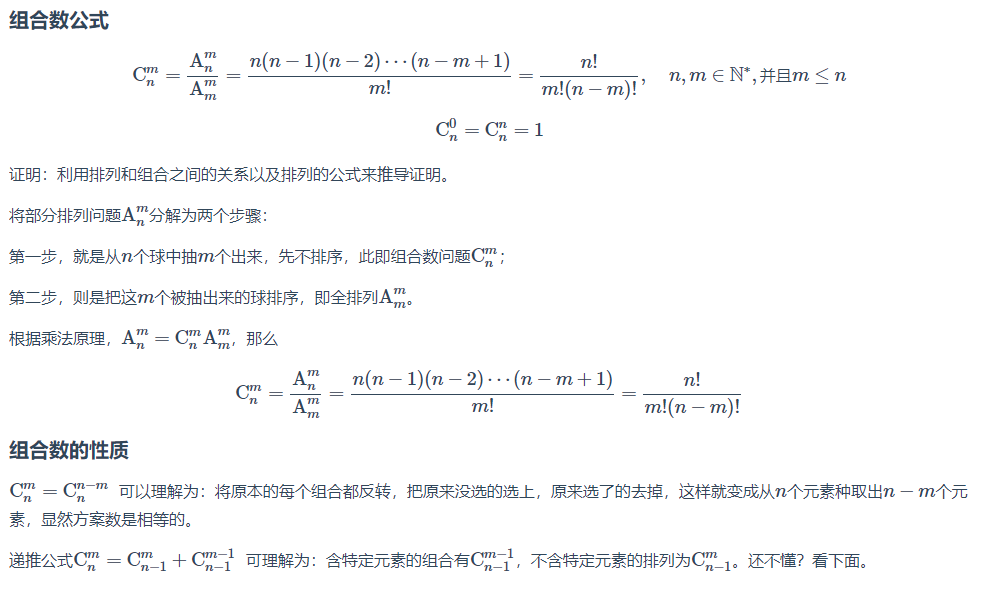 组合数公式
$$\mathrm{C}_n^m = \frac{\mathrm{A}_n^m}{\mathrm{A}_m^m} = \frac{n(n-1)(n-2)\cdots(n-m+1)}{m!} = \frac{n!}{m!(n-m)!}, \quad n, m \in \mathbb{N}^*, 并且 m \leq n$$
$$\mathrm{C}_n^0 = \mathrm{C}_n^n = 1$$
证明：利用排列和组合之间的关系以及排列的公式来推导证明。
将部分排列问题$\mathrm{A}_n^m$分解为两个步骤：
第一步，就是从$n$个球中抽$m$个出来，先不排序，此即组合数问题$\mathrm{C}_n^m$；
第二步，则是把这$m$个被抽出来的球排序，即全排列$\mathrm{A}_m^m$。
根据乘法原理，$\mathrm{A}_n^m = \mathrm{C}_n^m \mathrm{A}_m^m$，那么
$$\mathrm{C}_n^m = \frac{\mathrm{A}_n^m}{\mathrm{A}_m^m} = \frac{n(n-1)(n-2)\cdots(n-m+1)}{m!} = \frac{n!}{m!(n-m)!}$$
组合数的性质
$\mathrm{C}_n^m = \mathrm{C}_n^{n-m}$ 可以理解为：将原本的每个组合都反转，把原来没选的选上，原来选了的去掉，这样就变成从$n$个元素种取出$n-m$个元
素，显然方案数是相等的。
递推公式$\mathrm{C}_n^m = \mathrm{C}_{n-1}^m + \mathrm{C}_{n-1}^{m-1}$ 可理解为：含特定元素的组合有$\mathrm{C}_{n-1}^{m-1}$，不含特定元素的排列为$\mathrm{C}_{n-1}^m$。还不懂？看下面。